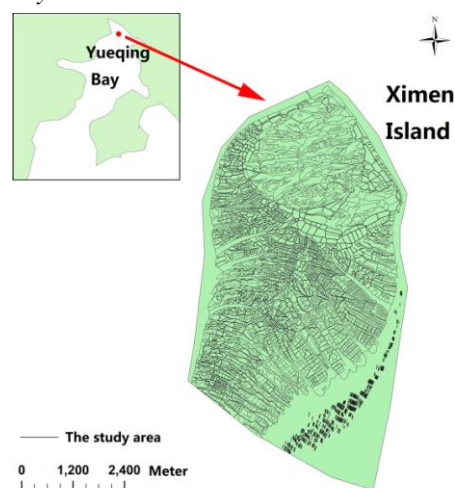 N
Yueqing
Bay
Ximen
Island
The study area
0 1,200 2,400 Meter